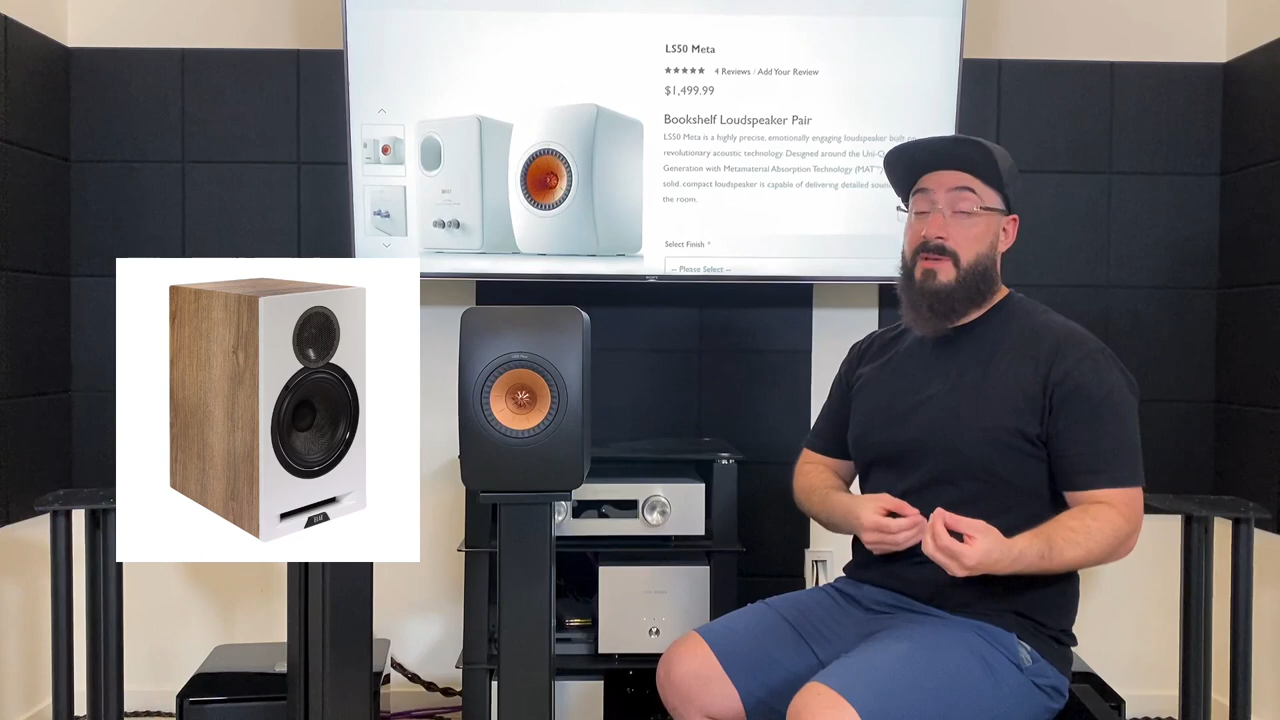 LS50 Meta
★★★★★ 4 Reviews / Add Your Review
$1,499.99
Bookshelf Loudspeaker Pair
LS50 Meta is a highly precise, emotionally engaging loudspeaker built on
revolutionary acoustic technology Designed around the Uni-Q
Generation with Metamaterial Absorption Technology (MAT™)
solid, compact loudspeaker is capable of delivering detailed
the room.
Select Finish *
-- Please Select --
SONY